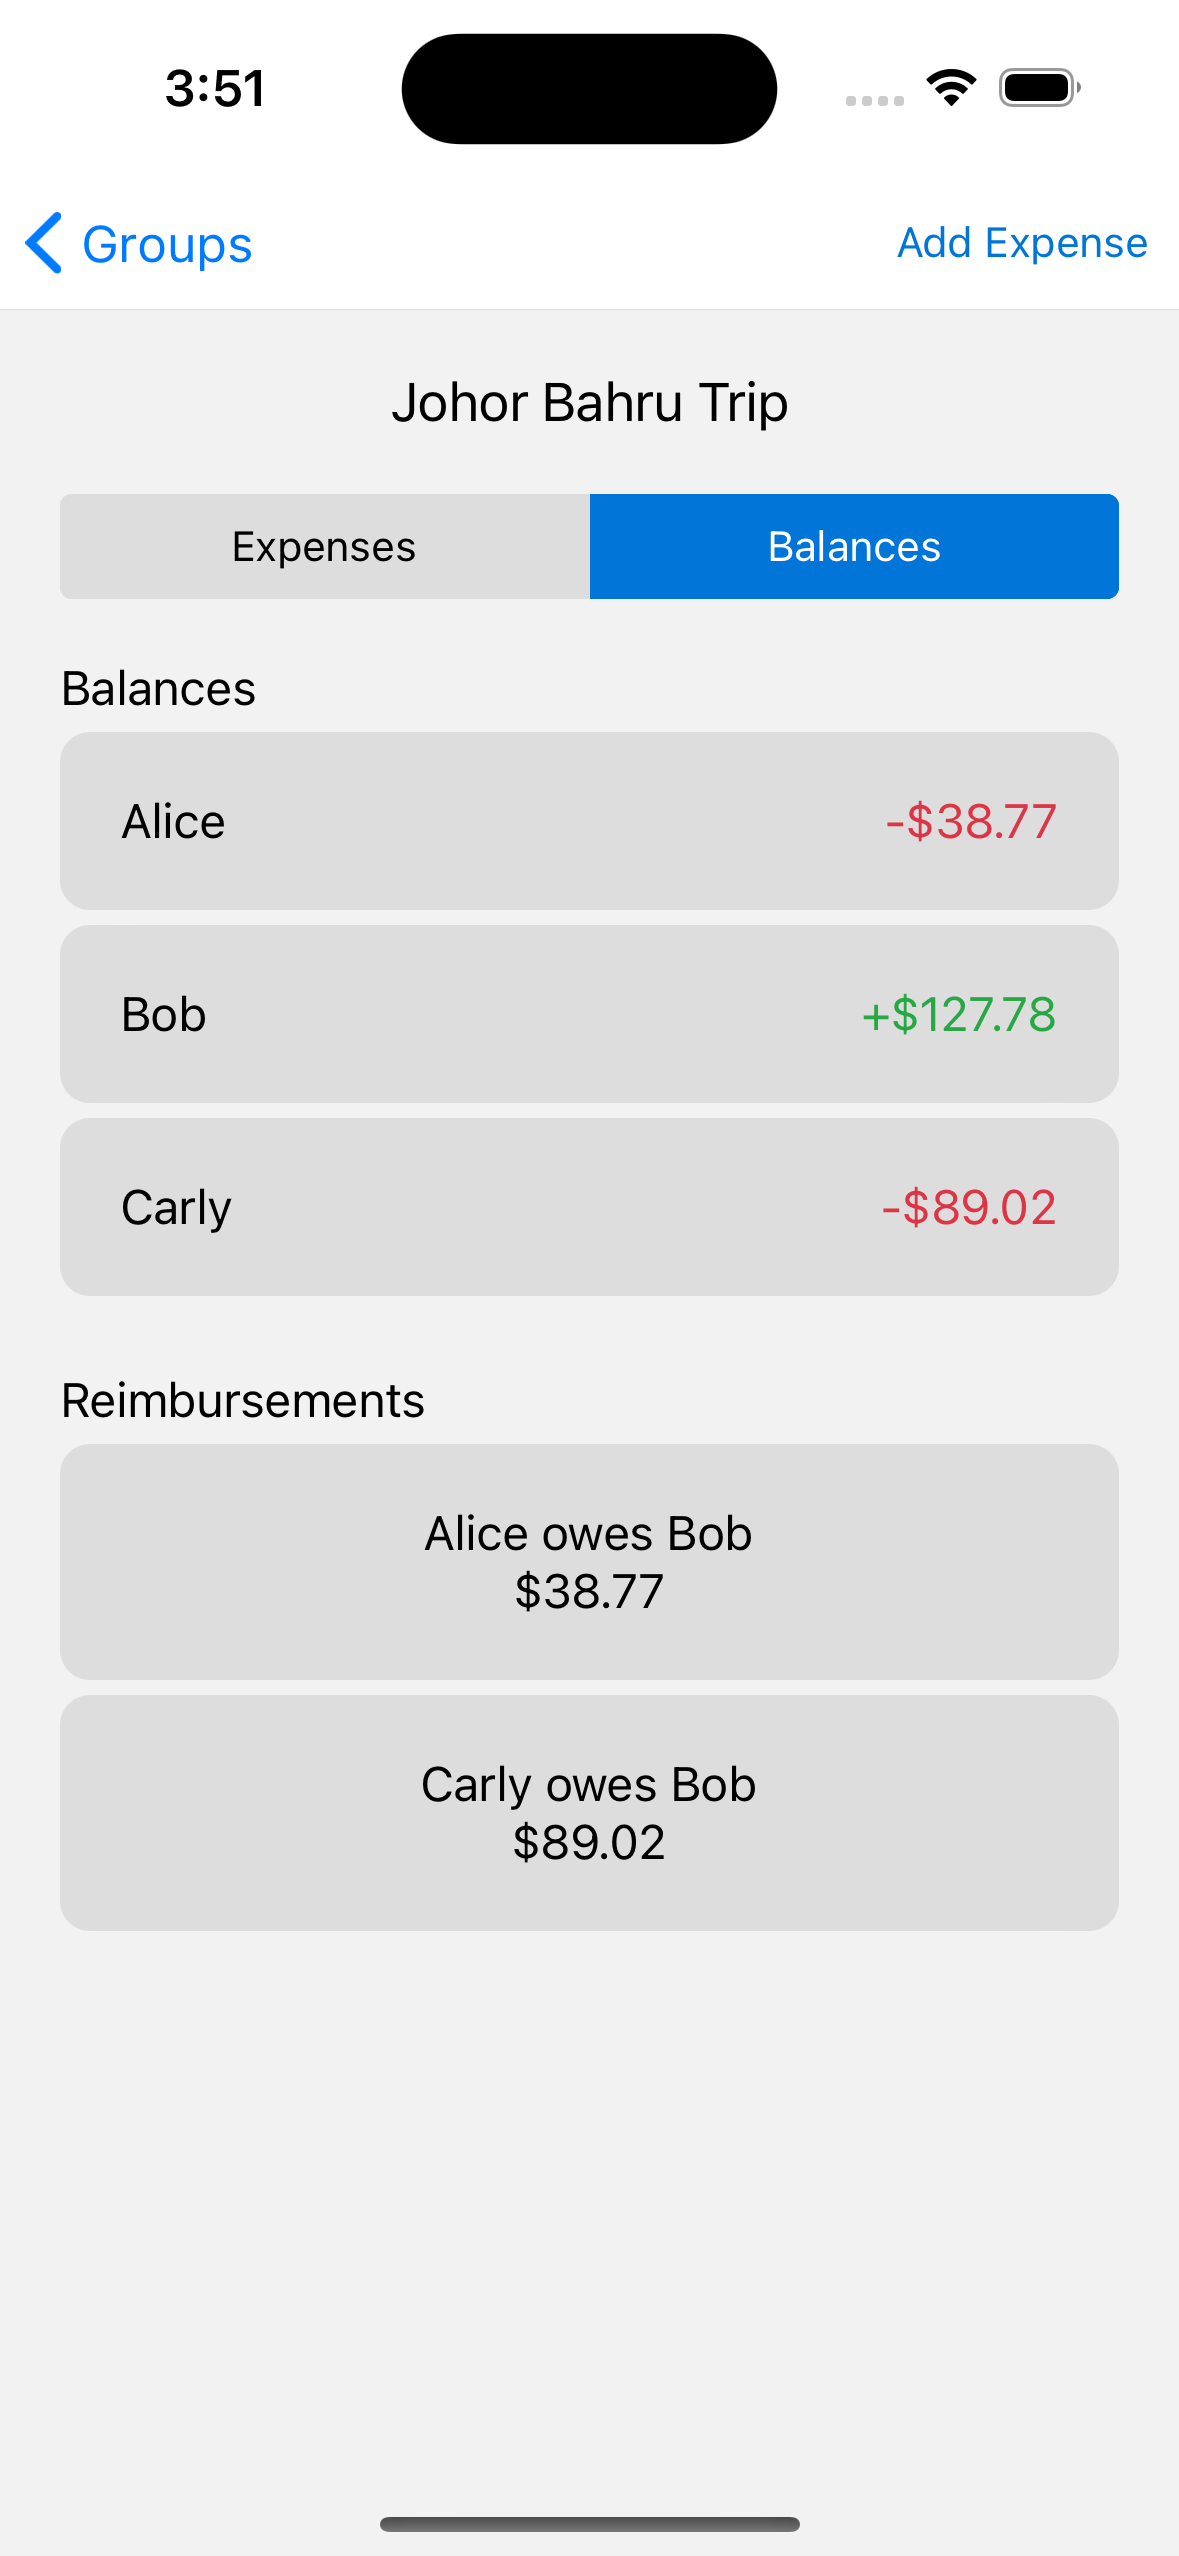 3:51
Groups
Add Expense
Johor Bahru Trip
Expenses
Balances
Balances
Alice
-$38.77
Bob
+$127.78
Carly
-$89.02
Reimbursements
Alice owes Bob
$38.77
Carly owes Bob
$89.02